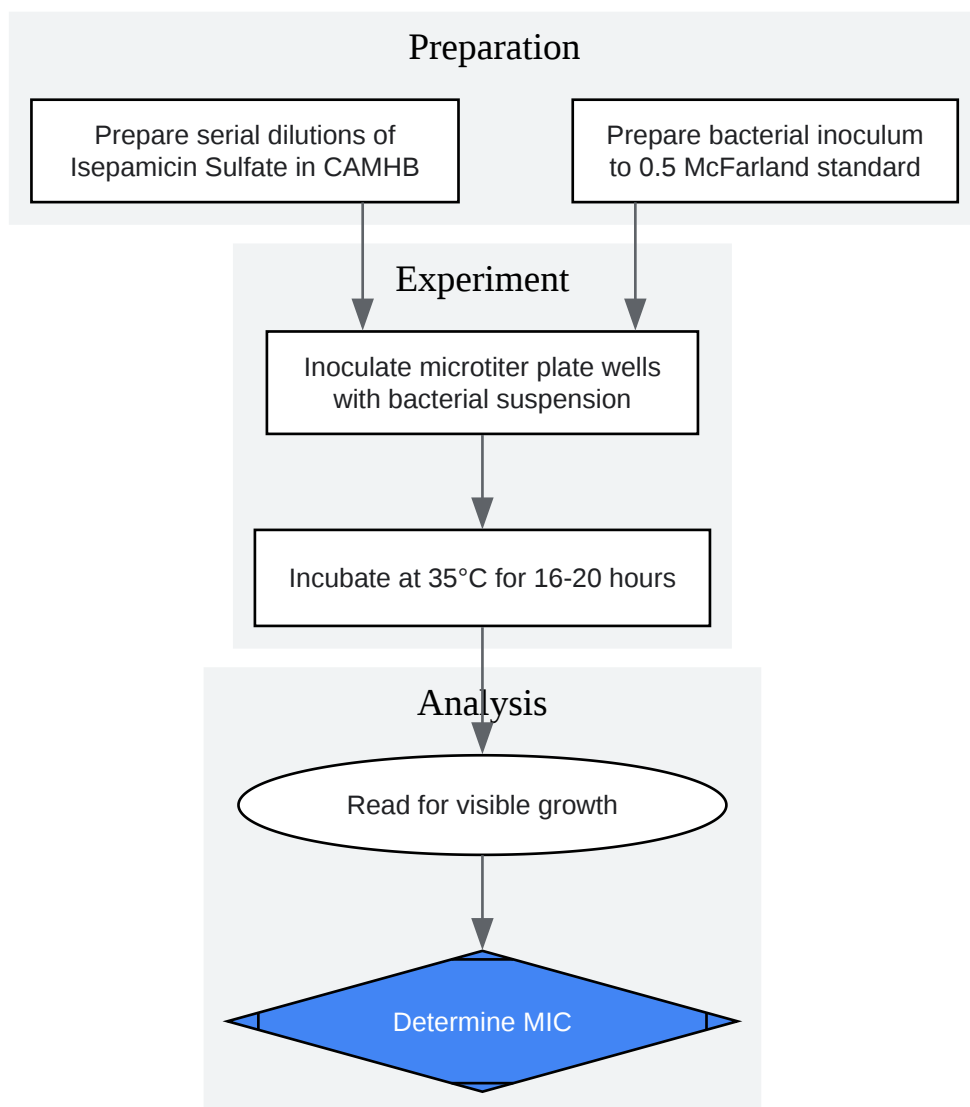 Preparation
Prepare serial dilutions of
Isepamicin Sulfate in CAMHB
Prepare bacterial inoculum
to 0.5 McFarland standard
Experiment
Inoculate microtiter plate wells
with bacterial suspension
Incubate at 35°C for 16-20 hours
Analysis
Read for visible growth
Determine MIC